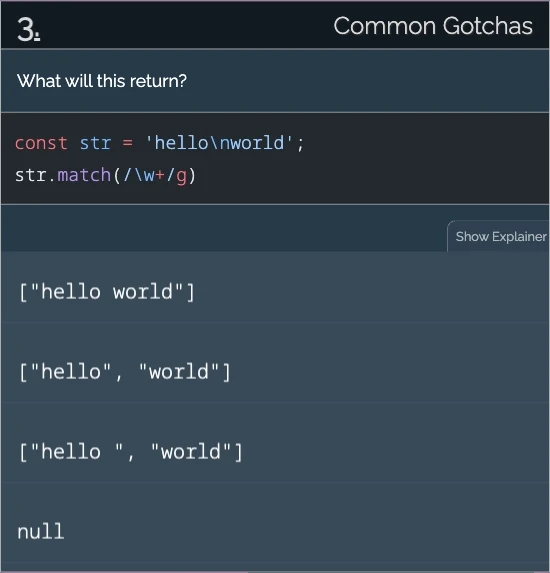 3.
Common Gotchas
What will this return?
const str = 'hello\nworld';
str.match(/\w+/g)
Show Explainer
["hello world"]
["hello", "world"]
["hello ", "world"]
null